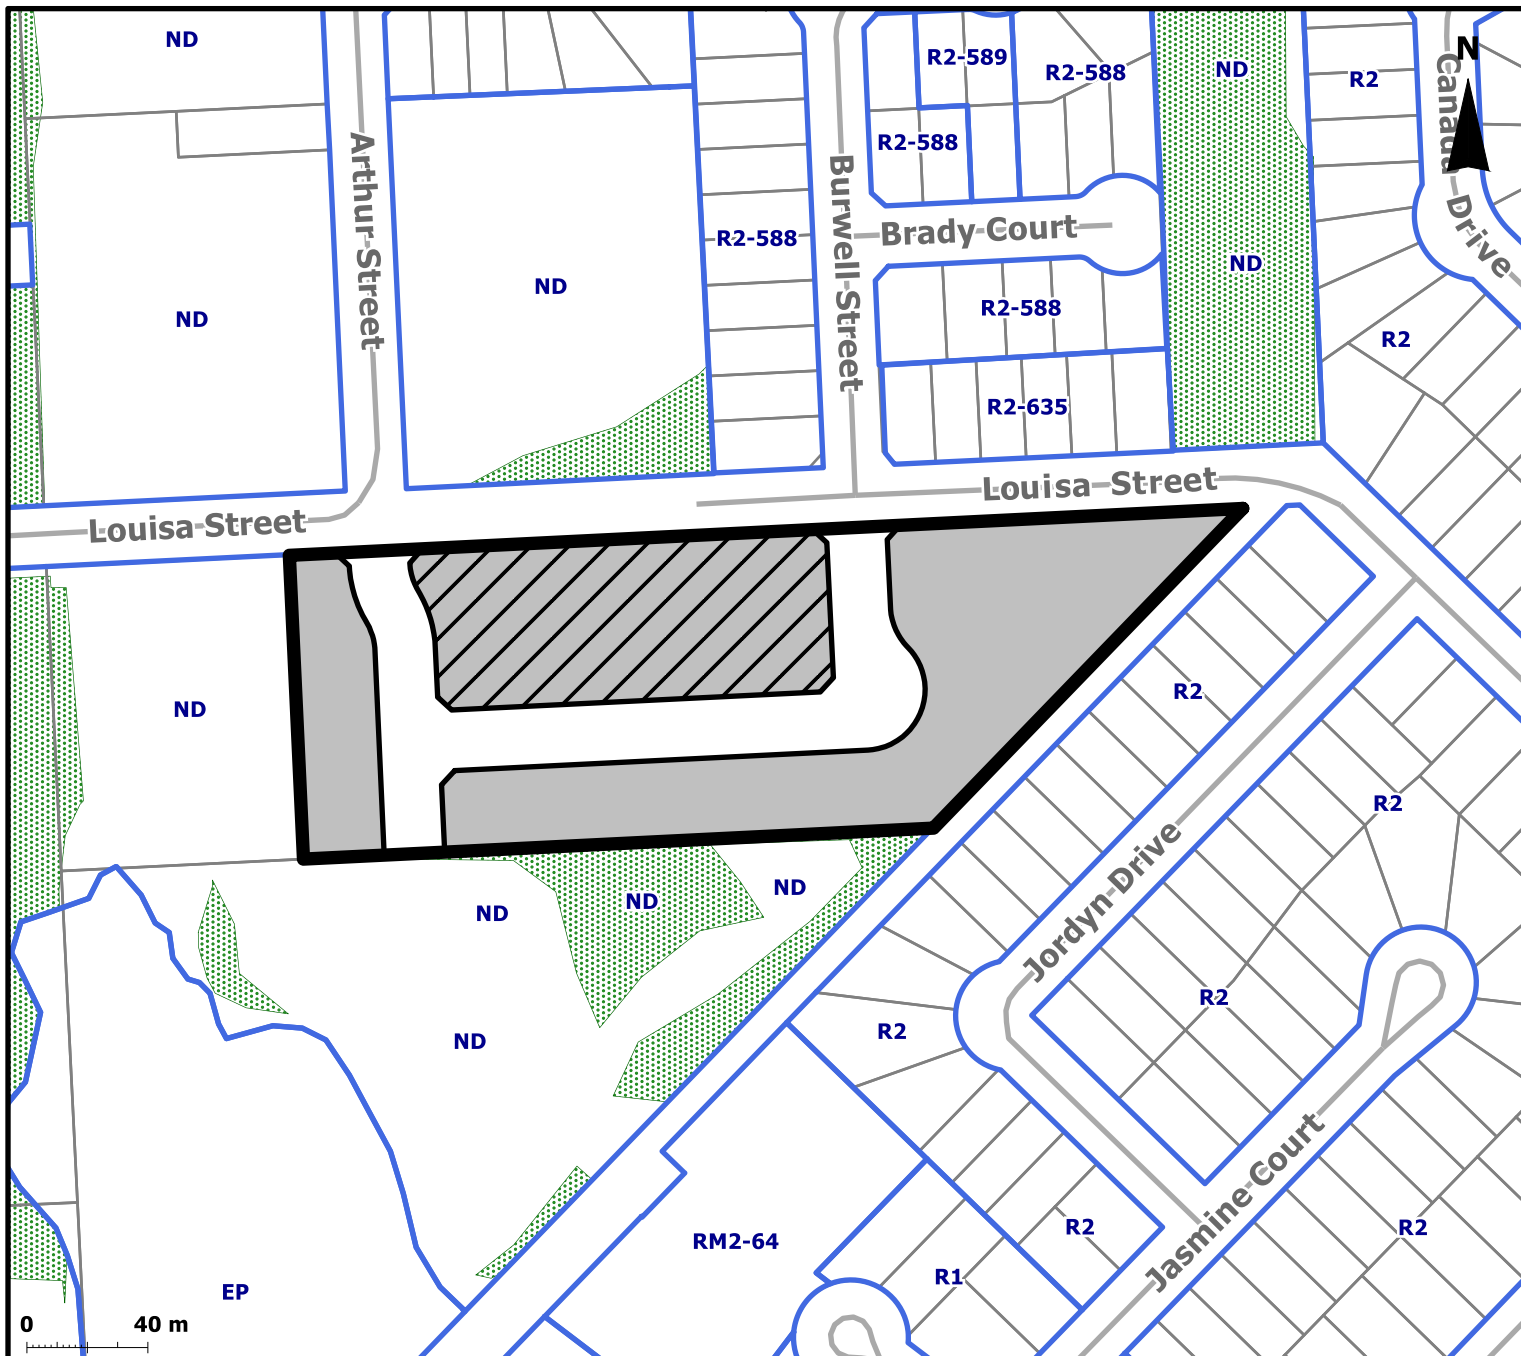 ND
R2-589
R2-588
ND
R2
N
Canada Drive
Arthur Street
R2-588
Burwell Street
R2-588
Brady Court
ND
ND
R2-588
ND
R2
R2-635
Louisa Street
Louisa Street
ND
R2
R2
ND
ND
ND
Jordyn Drive
R2
R2
ND
Jasmine Court
RM2-64
R2
R2
R1
EP
0 40 m